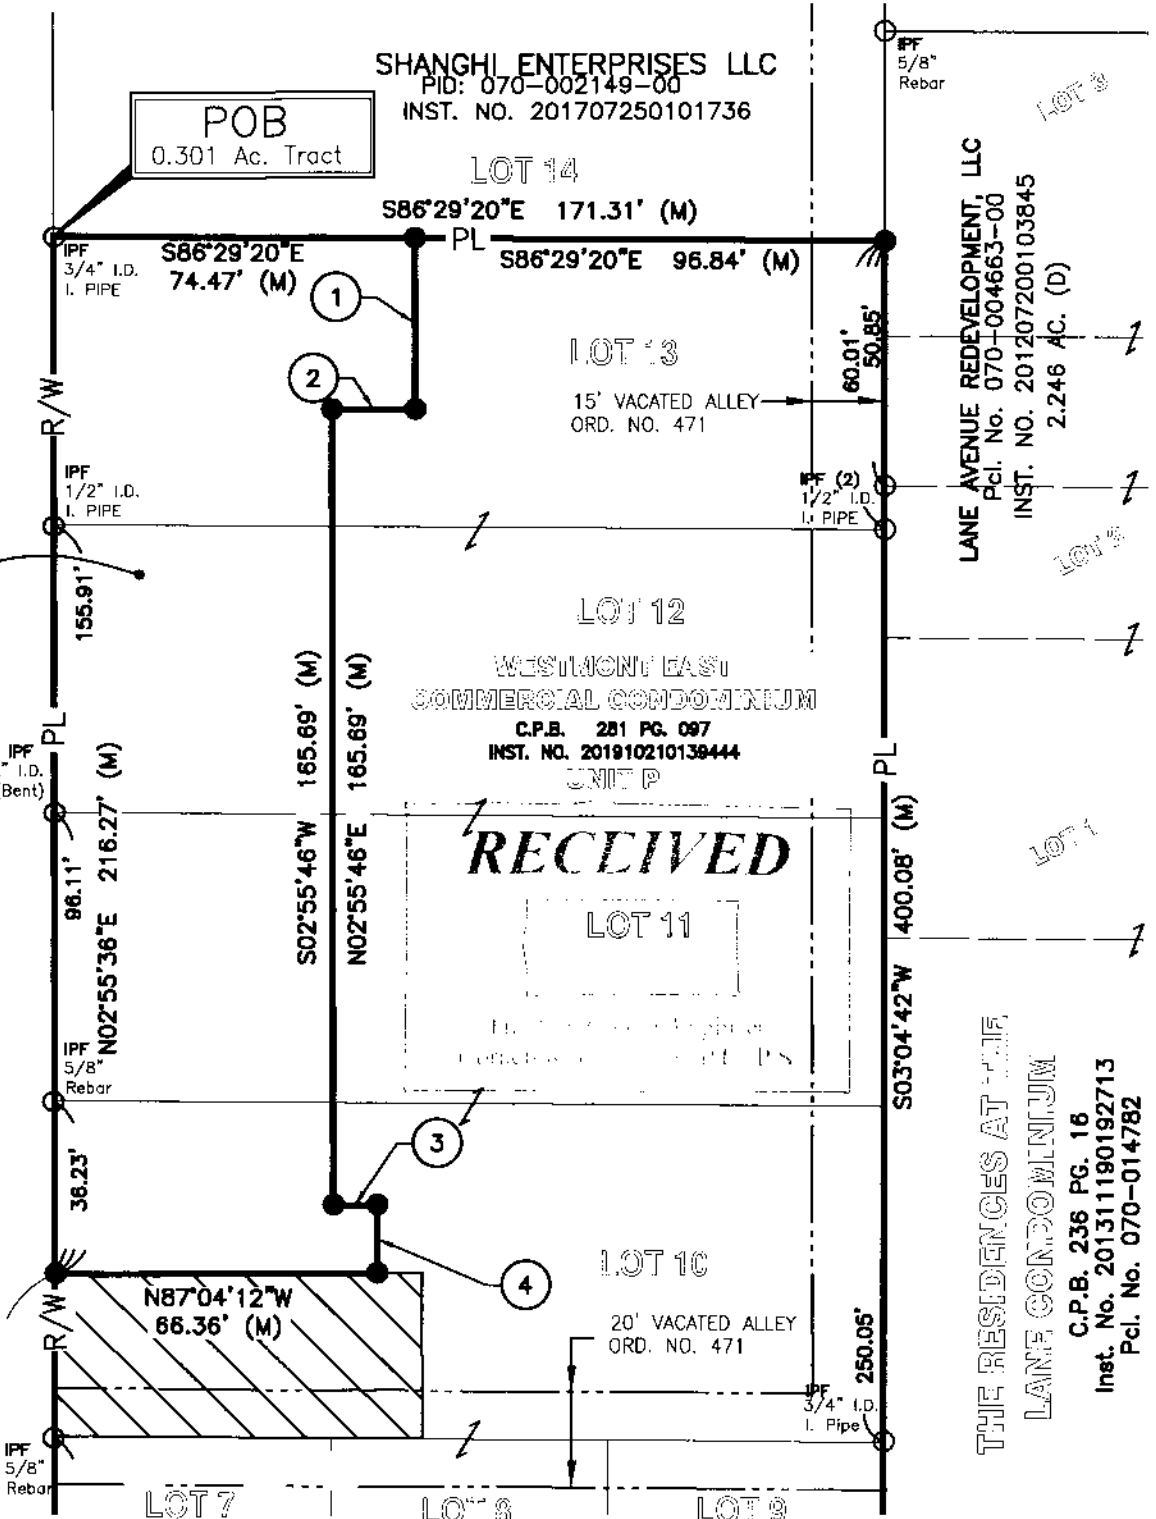 SHANGHI ENTERPRISES LLC
PID: 070-002149-00
INST. NO. 201707250101736
IPF
5/8"
Rebar
LOT 3
POB
0.301 Ac. Tract
LOT 14
S86°29'20"E 171.31' (M)
PL
IPF
3/4" I.D.
I. PIPE
S86°29'20"E
74.47' (M)
S86°29'20"E 96.84' (M)
1
2
LOT 13
60.01'
50.85'
15' VACATED ALLEY
ORD. NO. 471
LANE AVENUE REDEVELOPMENT, LLC
Pcl. No. 070-004663-00
INST. NO. 201207200103845
2.246 AC. (D)
R/W
IPF
1/2" I.D.
I. PIPE
IPF (2)
1/2" I.D.
I. PIPE
155.91'
LOT 12
WESTMONT EAST
COMMERCIAL CONDOMINIUM
C.P.B. 281 PG. 097
INST. NO. 201910210139444
UNIT P
PL
IPF
" I.D.
(Bent)
S02°55'46"W 165.69' (M)
N02°55'46"E 165.69' (M)
PL
LOT 1
RECEIVED
LOT 11
96.11'
N02°55'36"E 216.27' (M)
S03°04'42"W 400.08' (M)
IPF
5/8"
Rebar
3
36.23'
4
LOT 10
N87°04'12"W
66.36' (M)
R/W
20' VACATED ALLEY
ORD. NO. 471
250.05'
IPF
3/4" I.D.
I. Pipe
THE RESIDENCES AT THE
LANE CONDOMINIUM
C.P.B. 236 PG. 16
Inst. No. 201311190192713
Pcl. No. 070-014782
IPF
5/8"
Rebar
LOT 7
LOT 8
LOT 9